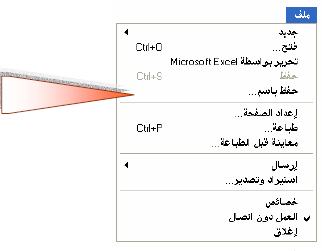 ملف
جديد
فتح... Ctrl+O
تحرير بواسطة Microsoft Excel
حفظ Ctrl+S
حفظ باسم...
إعداد الصفحة...
طباعة... Ctrl+P
معاينة قبل الطباعة...
إرسال
استيراد وتصدير...
خصائص
العمل دون اتصال
إغلاق